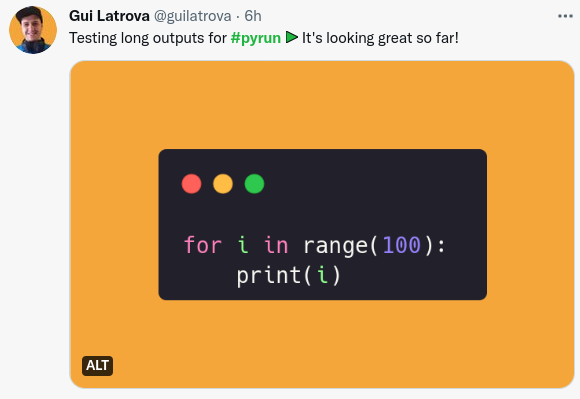 Gui Latrova @guilatrova · 6h
Testing long outputs for #pyrun ▶ It's looking great so far!
for i in range(100):
    print(i)
ALT